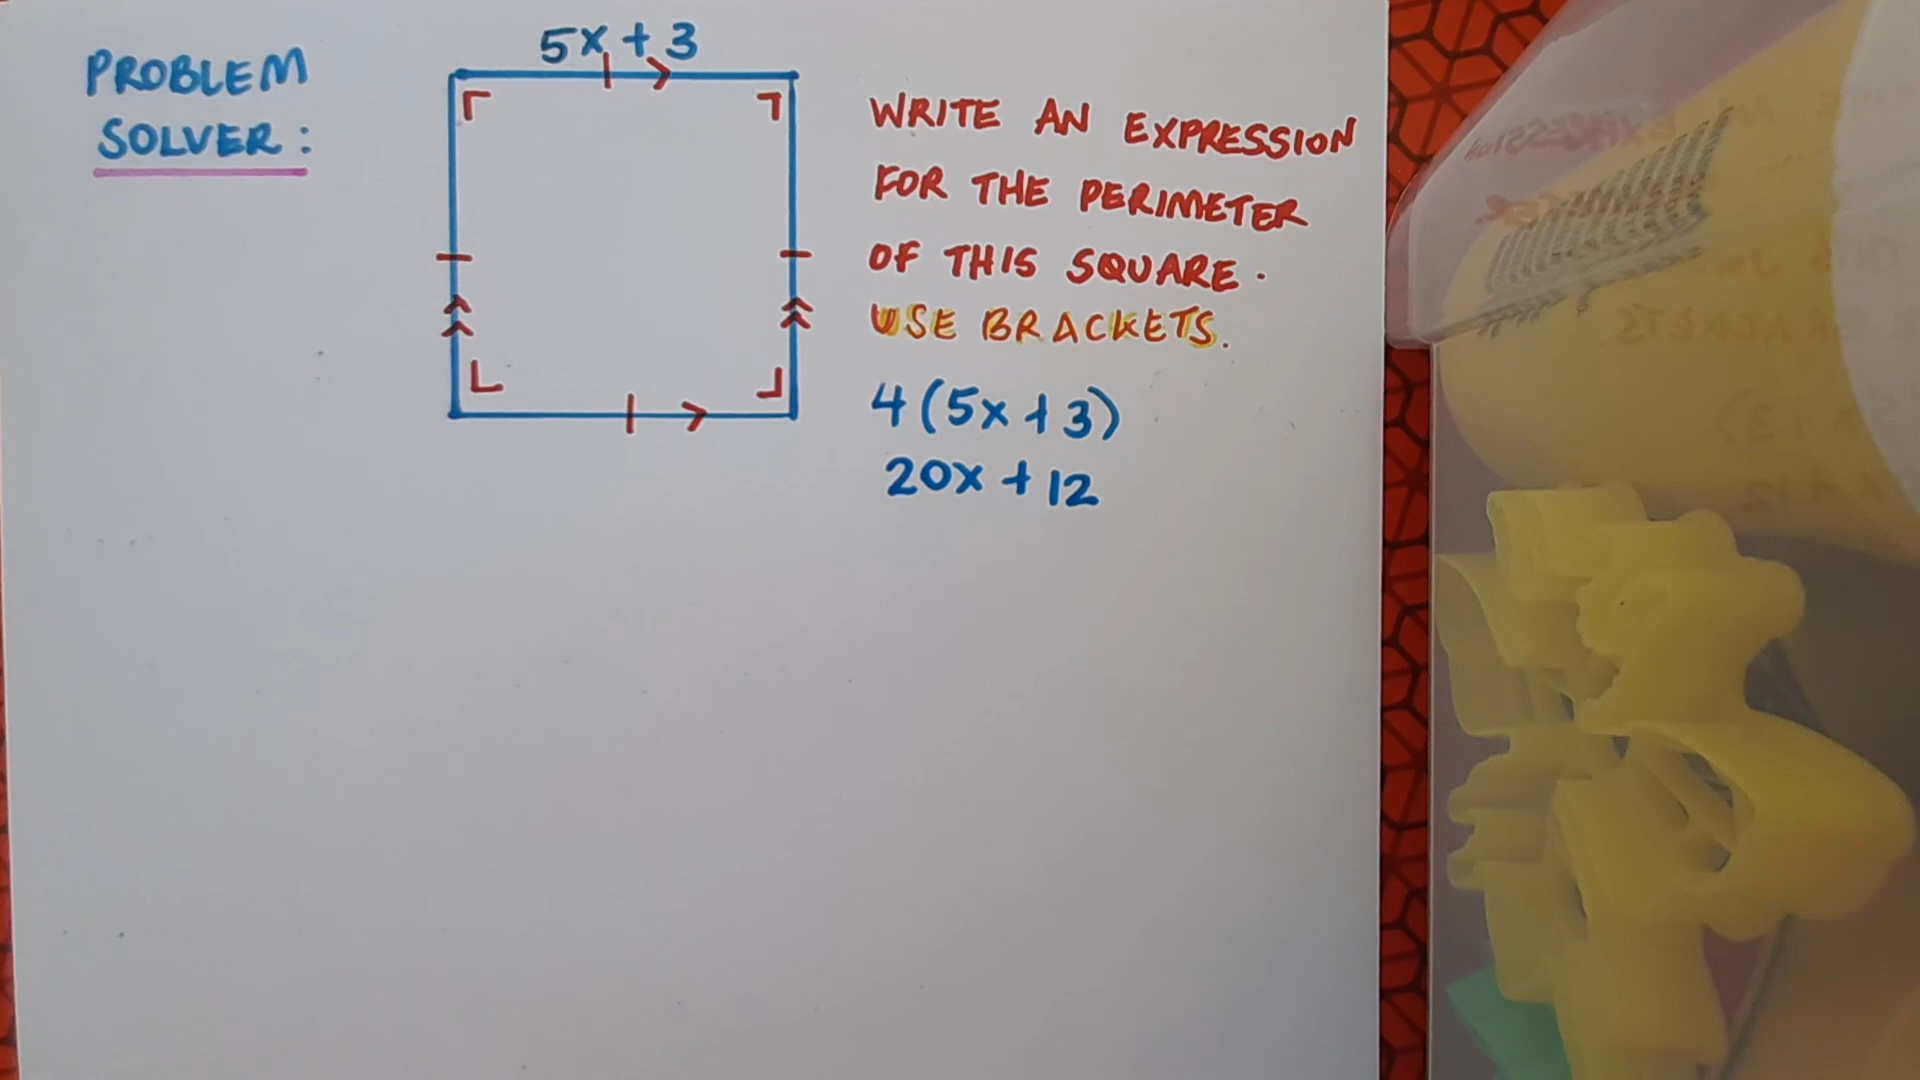 PROBLEM
SOLVER:
5x+3
WRITE AN EXPRESSION
FOR THE PERIMETER
OF THIS SQUARE.
USE BRACKETS.
4(5x+3)
20x+12